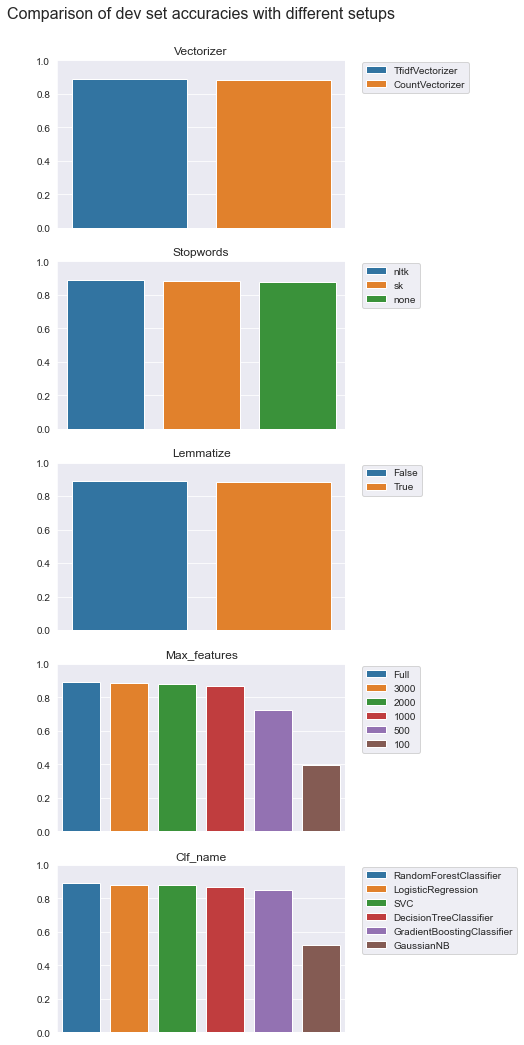 Comparison of dev set accuracies with different setups
Vectorizer
1.0
0.8
0.6
0.4
0.2
0.0
TfidfVectorizer
CountVectorizer
Stopwords
1.0
0.8
0.6
0.4
0.2
0.0
nltk
sk
none
Lemmatize
1.0
0.8
0.6
0.4
0.2
0.0
False
True
Max_features
1.0
0.8
0.6
0.4
0.2
0.0
Full
3000
2000
1000
500
100
Clf_name
1.0
0.8
0.6
0.4
0.2
0.0
RandomForestClassifier
LogisticRegression
SVC
DecisionTreeClassifier
GradientBoostingClassifier
GaussianNB